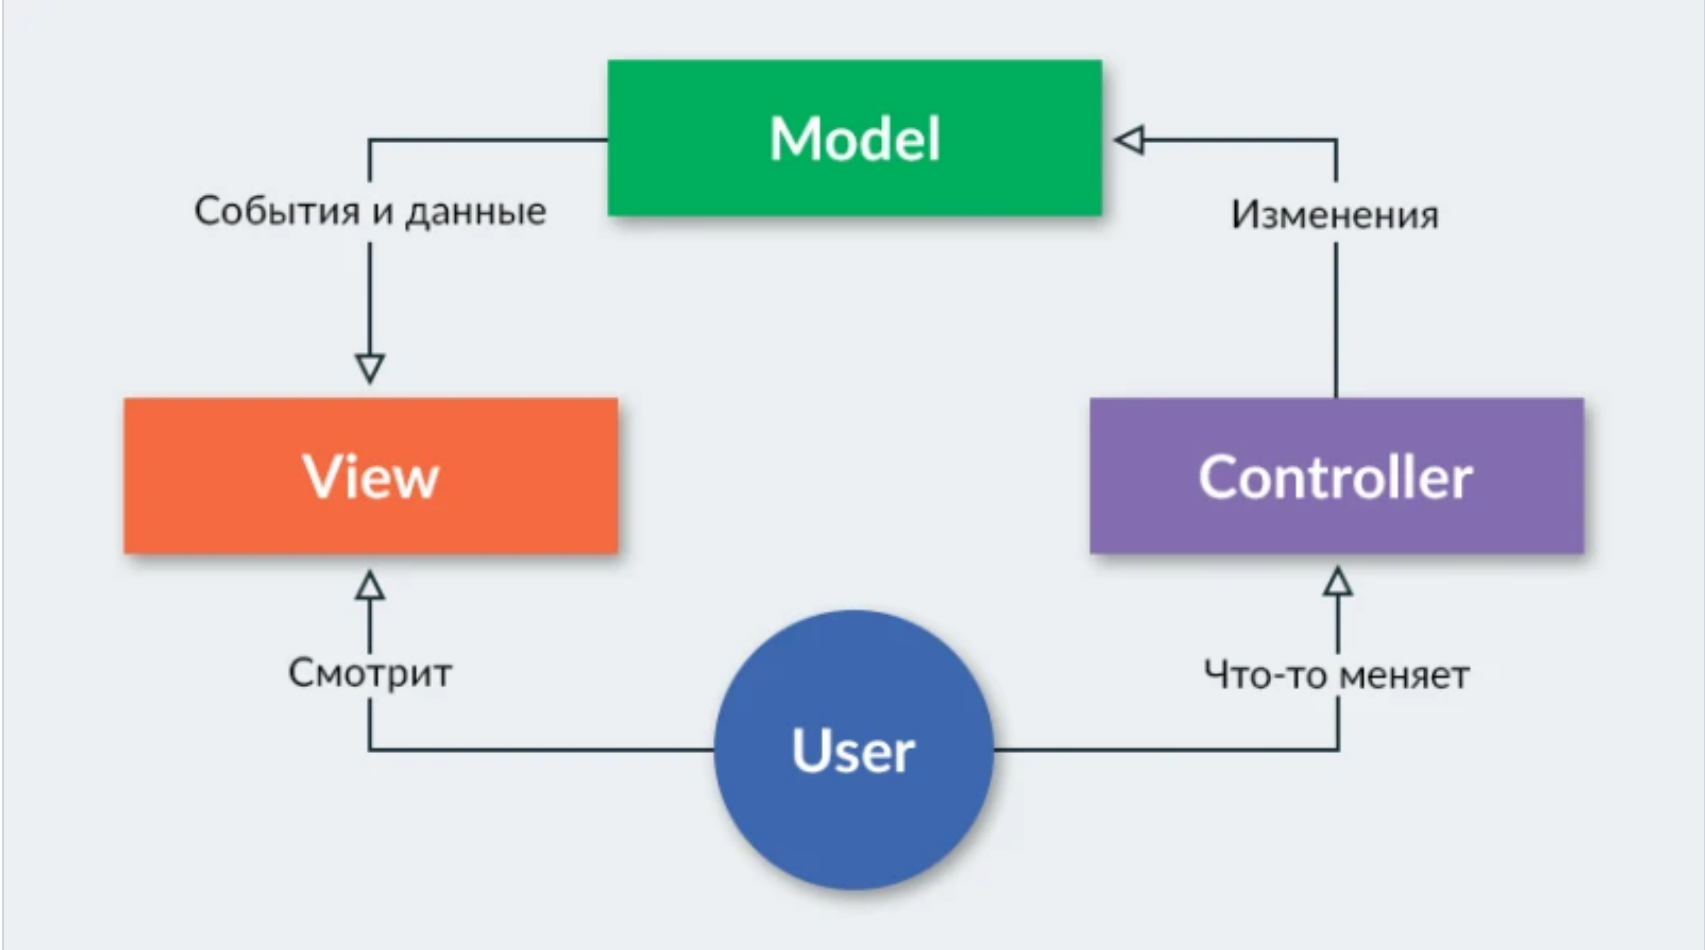 Model
События и данные
Изменения
View
Controller
Смотрит
Что-то меняет
User